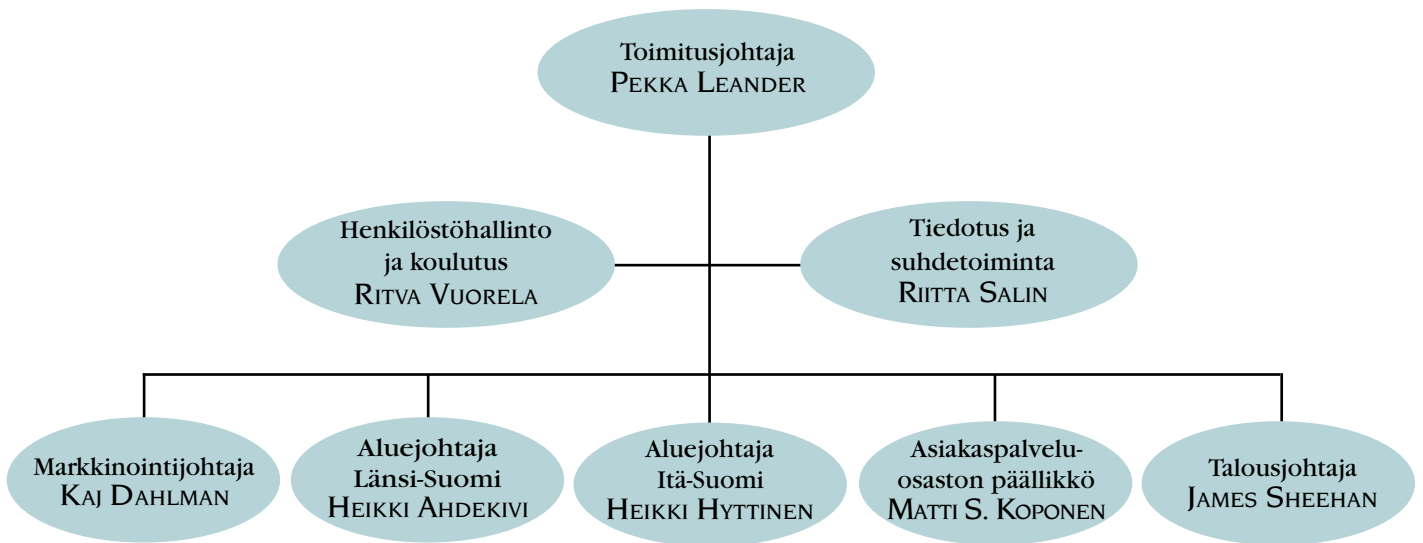 Toimitusjohtaja
PEKKA LEANDER
Henkilöstöhallinto
ja koulutus
RITVA VUORELA
Tiedotus ja
suhdetoiminta
RIITTA SALIN
Markkinointijohtaja
KAJ DAHLMAN
Aluejohtaja
Länsi-Suomi
HEIKKI AHDEKIVI
Aluejohtaja
Itä-Suomi
HEIKKI HYTTINEN
Asiakaspalvelu-
osaston päällikkö
MATTI S. KOPONEN
Talousjohtaja
JAMES SHEEHAN